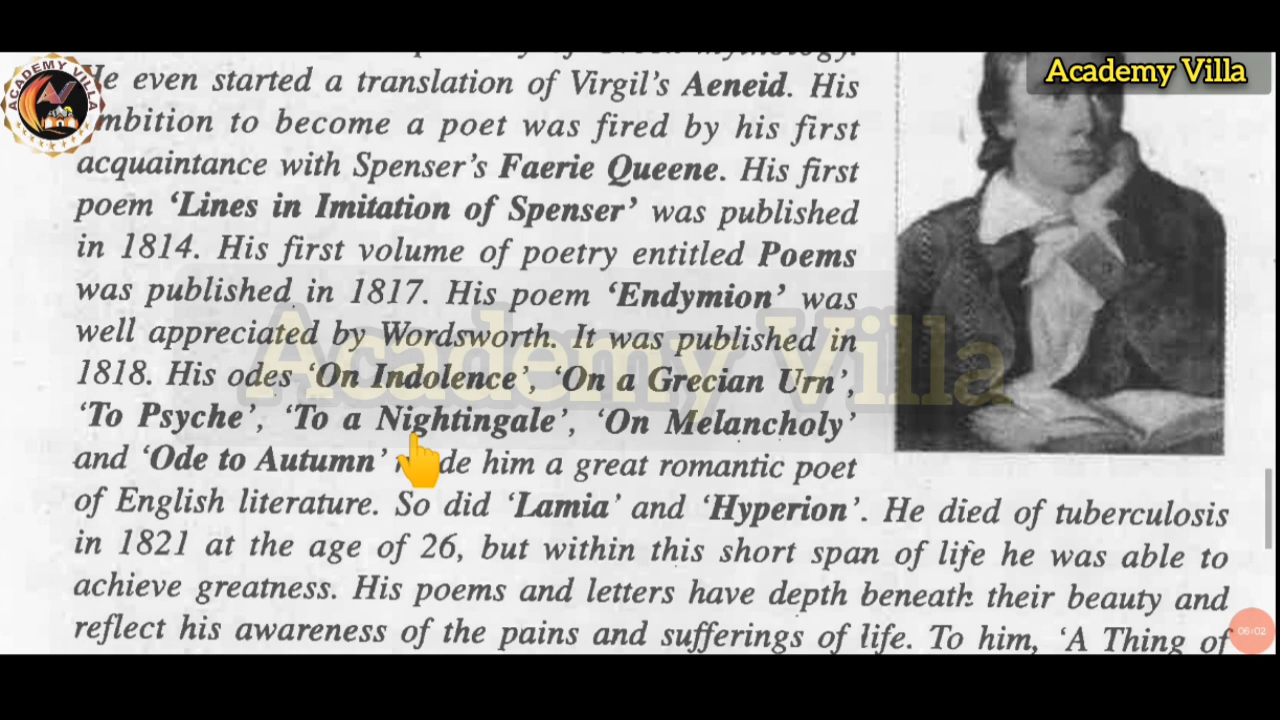 Academy Villa
ACADEMY VILLA
He even started a translation of Virgil's Aeneid. His
ambition to become a poet was fired by his first
acquaintance with Spenser's Faerie Queene. His first
poem 'Lines in Imitation of Spenser' was published
in 1814. His first volume of poetry entitled Poems
was published in 1817. His poem 'Endymion' was
well appreciated by Wordsworth. It was published in
1818. His odes 'On Indolence', 'On a Grecian Urn',
'To Psyche', 'To a Nightingale', 'On Melancholy'
and 'Ode to Autumn' made him a great romantic poet
of English literature. So did 'Lamia' and 'Hyperion'. He died of tuberculosis
in 1821 at the age of 26, but within this short span of life he was able to
achieve greatness. His poems and letters have depth beneath their beauty and
reflect his awareness of the pains and sufferings of life. To him, 'A Thing of
Academy Villa
06:02